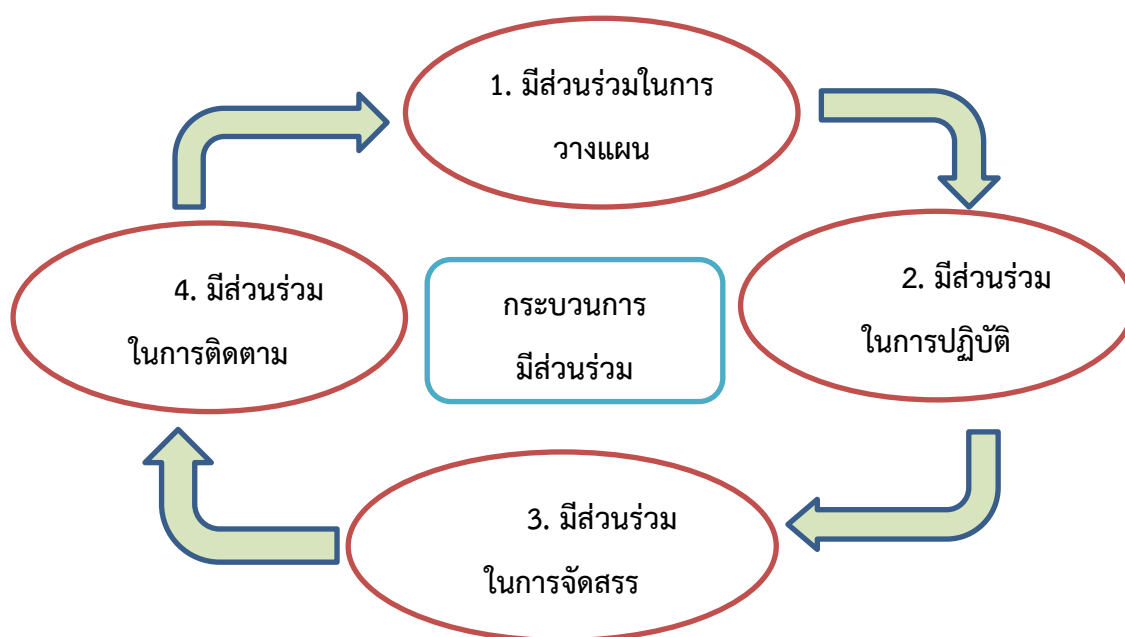 1. มีส่วนร่วมในการ
วางแผน
2. มีส่วนร่วม
ในการปฏิบัติ
3. มีส่วนร่วม
ในการจัดสรร
4. มีส่วนร่วม
ในการติดตาม
กระบวนการ
มีส่วนร่วม